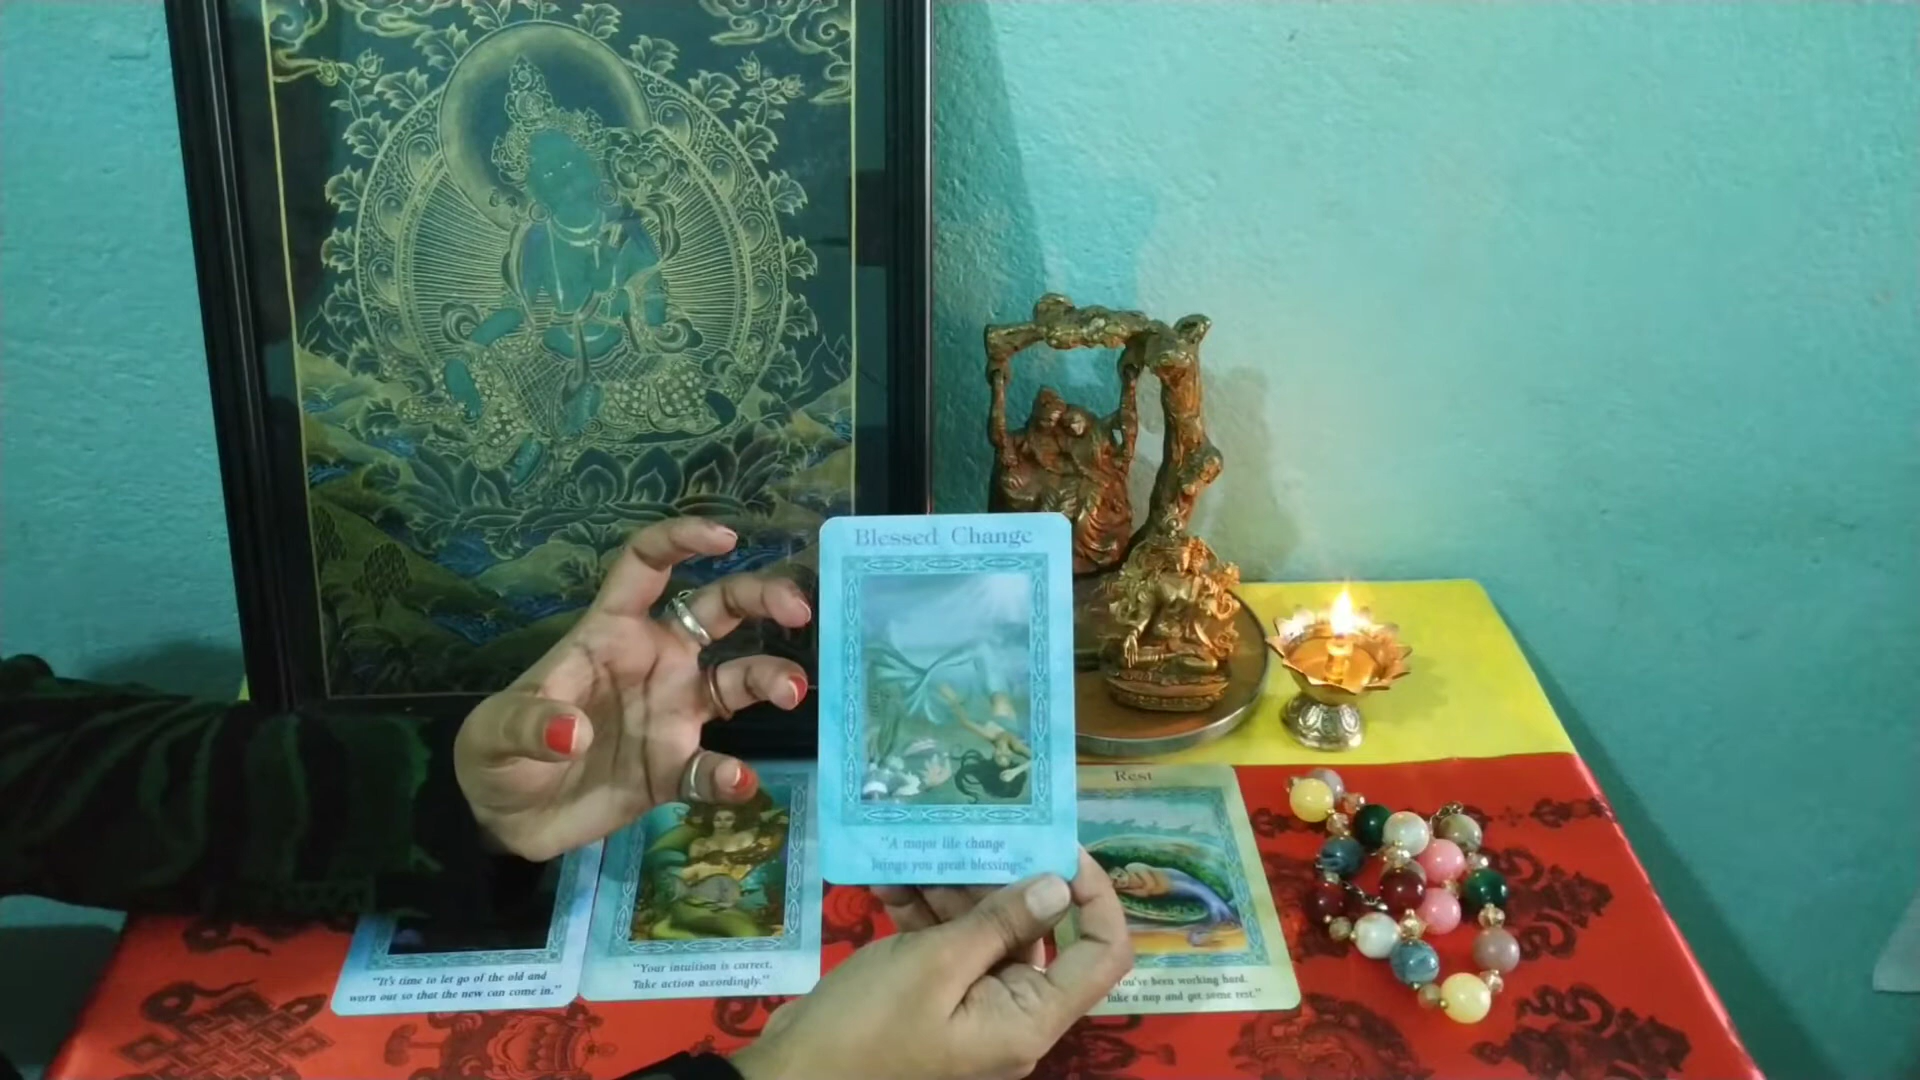 Blessed Change
"A major life change
brings you great blessings."
Rest
"It's time to let go of the old and
worn out so that the new can come in."
"Your intuition is correct.
Take action accordingly."
You've been working hard.
Take a nap and get some rest."